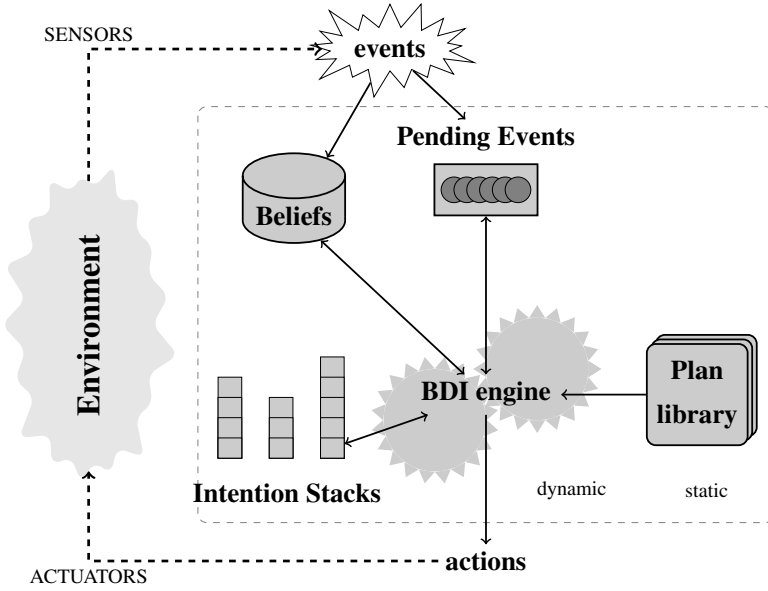 SENSORS
events
Pending Events
Beliefs
Environment
BDI engine
Plan
library
Intention Stacks
dynamic
static
actions
ACTUATORS